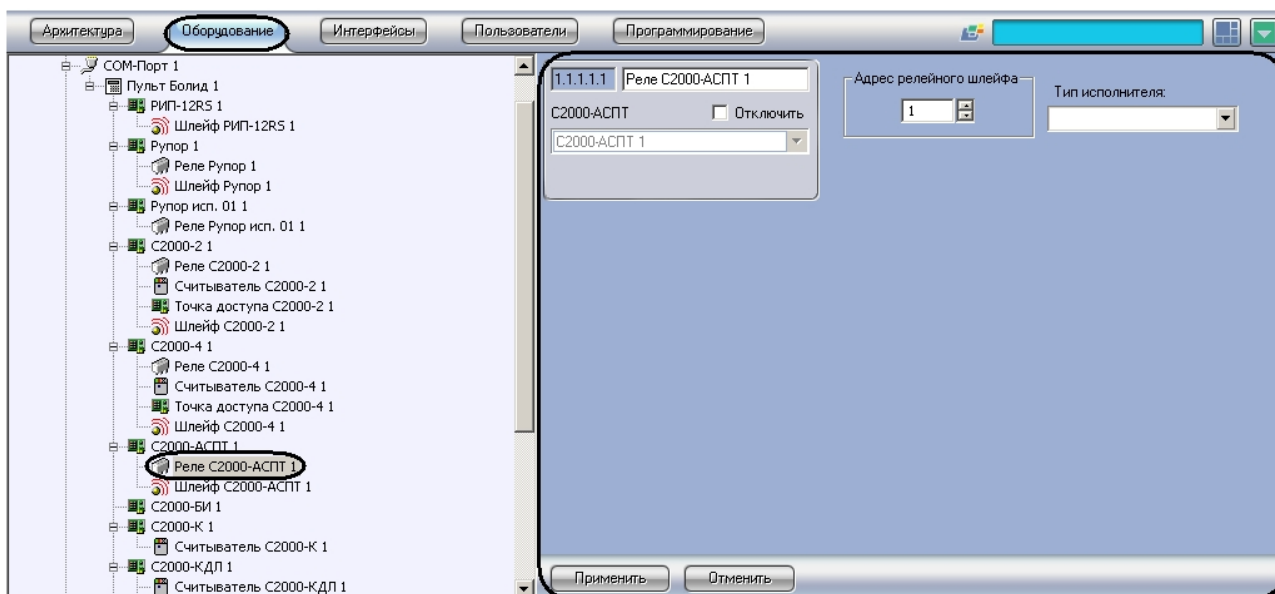 Архитектура Оборудование Интерфейсы Пользователи Программирование
COM-Порт 1
Пульт Болид 1
РИП-12RS 1
Шлейф РИП-12RS 1
Рупор 1
Реле Рупор 1
Шлейф Рупор 1
Рупор исп. 01 1
Реле Рупор исп. 01 1
С2000-2 1
Реле С2000-2 1
Считыватель С2000-2 1
Точка доступа С2000-2 1
Шлейф С2000-2 1
С2000-4 1
Реле С2000-4 1
Считыватель С2000-4 1
Точка доступа С2000-4 1
Шлейф С2000-4 1
С2000-АСПТ 1
Реле С2000-АСПТ 1
Шлейф С2000-АСПТ 1
С2000-БИ 1
С2000-К 1
Считыватель С2000-К 1
С2000-КДЛ 1
Считыватель С2000-КДЛ 1
1.1.1.1.1 Реле С2000-АСПТ 1
С2000-АСПТ Отключить
С2000-АСПТ 1
Адрес релейного шлейфа
1
Тип исполнителя:
Применить Отменить